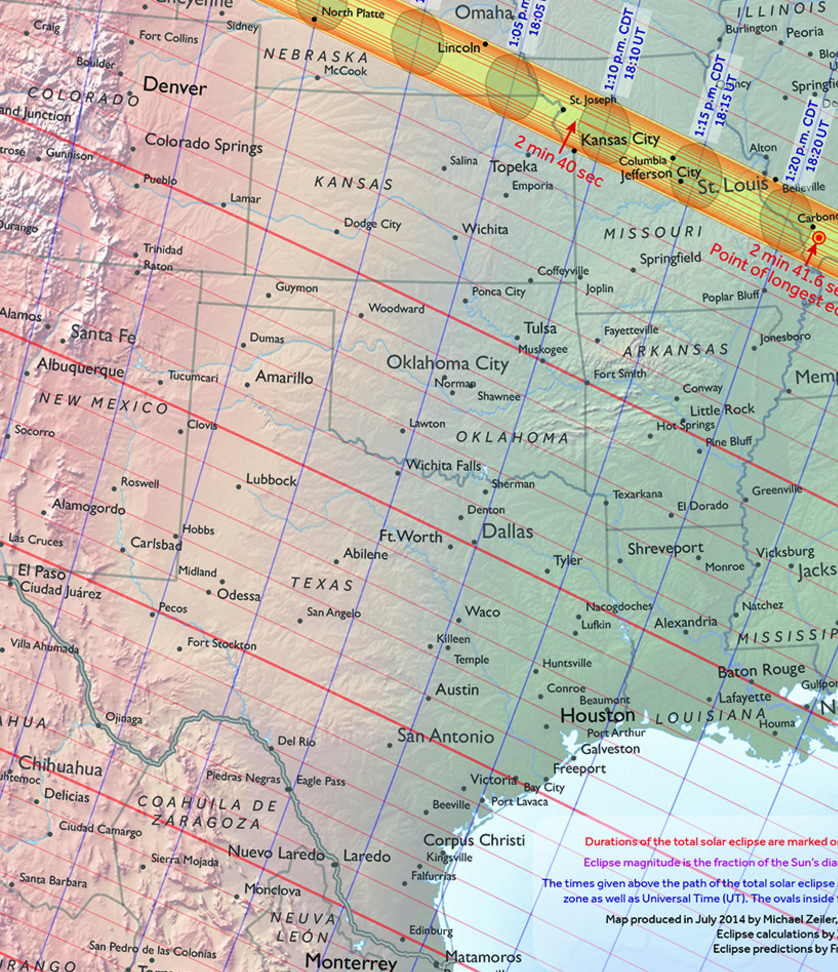 Cheyenne
North Platte
Omaha
1:05 p.m.
18:05
ILLINOIS
Craig
Sidney
Burlington
Peoria
Fort Collins
Lincoln
1:10 p.m. CDT
18:10 UT
NEBRASKA
Boulder
McCook
1:15 p.m. CDT
18:15 UT
Denver
COLORADO
St. Joseph
1:20 p.m. CDT
18:20 UT
and Junction
Kansas City
Colorado Springs
2 min 40 sec
Alton
Gunnison
Salina
Topeka
Columbia
Jefferson City
St. Louis
Belleville
Pueblo
KANSAS
Emporia
Lamar
Durango
Dodge City
Wichita
MISSOURI
Carbond
2 min 41.6 se
Point of longest ec
Trinidad
Raton
Springfield
Coffeyville
Guymon
Ponca City
Joplin
Poplar Bluff
Alamos
Woodward
Santa Fe
Dumas
Tulsa
Fayetteville
Jonesboro
Muskogee
ARKANSAS
Albuquerque
Tucumcari
Amarillo
Oklahoma City
Fort Smith
Memp
Norman
Shawnee
Conway
NEW MEXICO
Little Rock
Clovis
Lawton
Hot Springs
Socorro
OKLAHOMA
Pine Bluff
Wichita Falls
Roswell
Lubbock
Sherman
Texarkana
Greenville
Alamogordo
Denton
El Dorado
Las Cruces
Hobbs
Ft.Worth
Dallas
Carlsbad
Abilene
Shreveport
Vicksburg
El Paso
Midland
Tyler
Monroe
Jacks
Ciudad Juárez
Odessa
TEXAS
Pecos
San Angelo
Waco
Nacogdoches
Natchez
Lufkin
Alexandria
Villa Ahumada
Fort Stockton
Killeen
MISSISSIP
Temple
Huntsville
Baton Rouge
Austin
Conroe
Gulfpor
Beaumont
Lafayette
AHUA
Ojinaga
Houston
LOUISIANA
San Antonio
Port Arthur
Houma
Del Rio
Galveston
Chihuahua
Freeport
Piedras Negras
Eagle Pass
Victoria
Bay City
Delicias
COAHUILA DE
ZARAGOZA
Beeville
Port Lavaca
Ciudad Camargo
Corpus Christi
Durations of the total solar eclipse are marked o
Sierra Mojada
Nuevo Laredo
Laredo
Kingsville
Eclipse magnitude is the fraction of the Sun's dia
Santa Barbara
Falfurrias
The times given above the path of the total solar eclipse
Monclova
zone as well as Universal Time (UT). The ovals inside
NEUVA
LEÓN
Map produced in July 2014 by Michael Zeiler,
Edinburg
Eclipse calculations by
San Pedro de las Colonias
Eclipse predictions by Fr
Monterrey
Matamoros